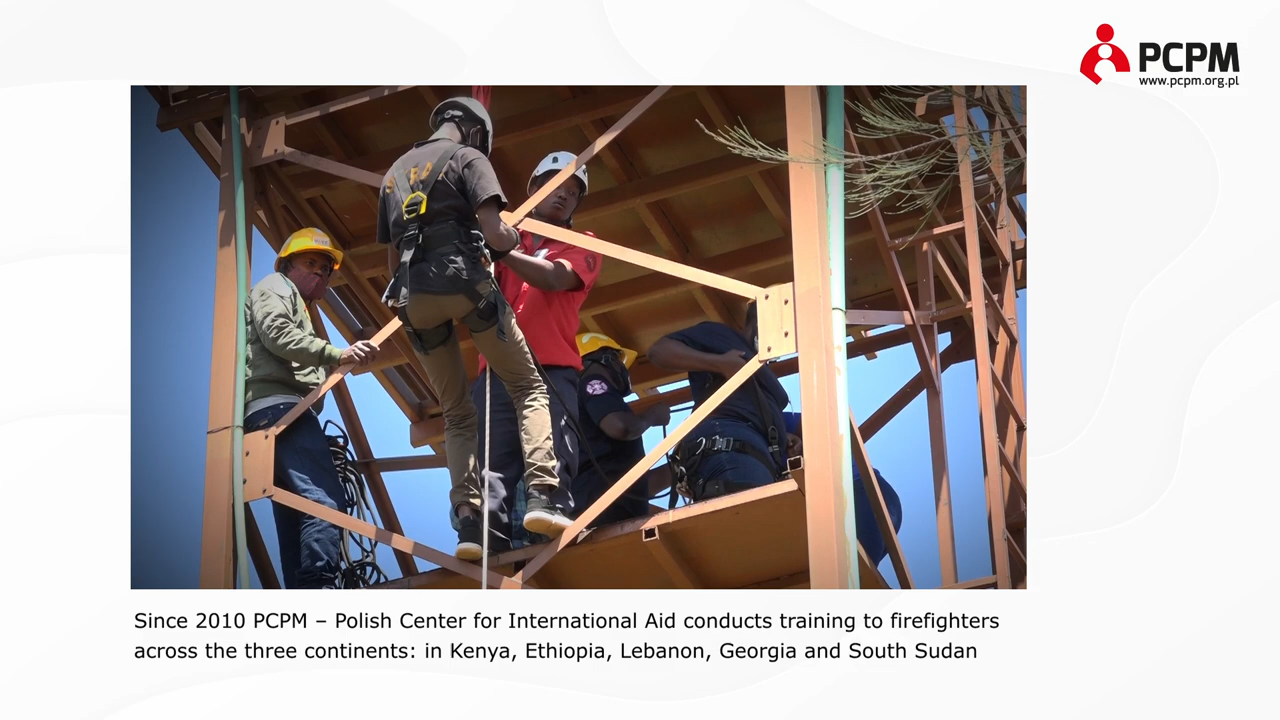 PCPM
www.pcpm.org.pl
Since 2010 PCPM – Polish Center for International Aid conducts training to firefighters
across the three continents: in Kenya, Ethiopia, Lebanon, Georgia and South Sudan